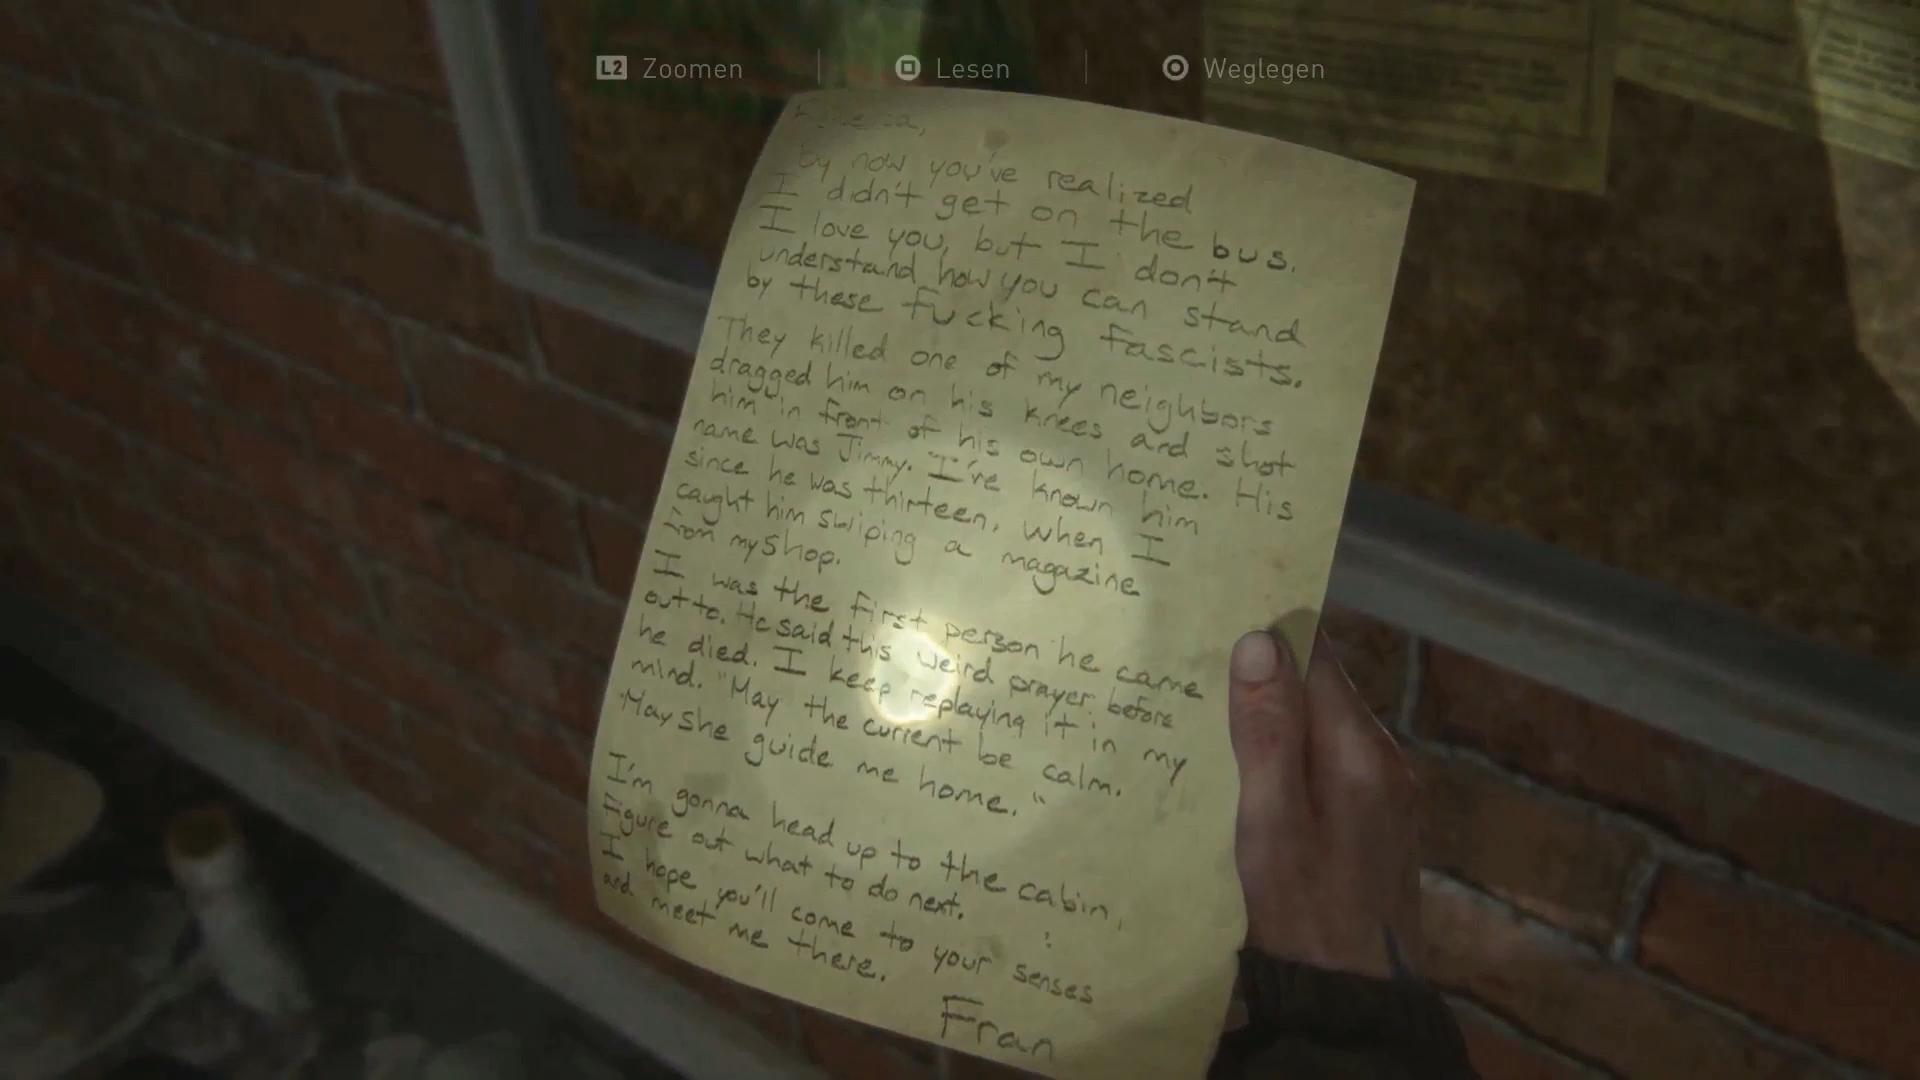 L2 Zoomen
Lesen
Weglegen
by now you've realized
I didn't get on the bus.
I love you, but I don't
understand how you can stand
by these fucking fascists.
They killed one of my neighbors
dragged him on his knees and shot
him in front of his own home. His
name was Jimmy. I've known him
since he was thirteen, when I
caught him swiping a magazine
from my shop.
I was the first person he came
out to. He said this weird prayer before
he died. I keep replaying it in my
mind. "May the current be calm.
May she guide me home."
I'm gonna head up to the cabin,
figure out what to do next.
I hope you'll come to your senses
and meet me there.
Fran